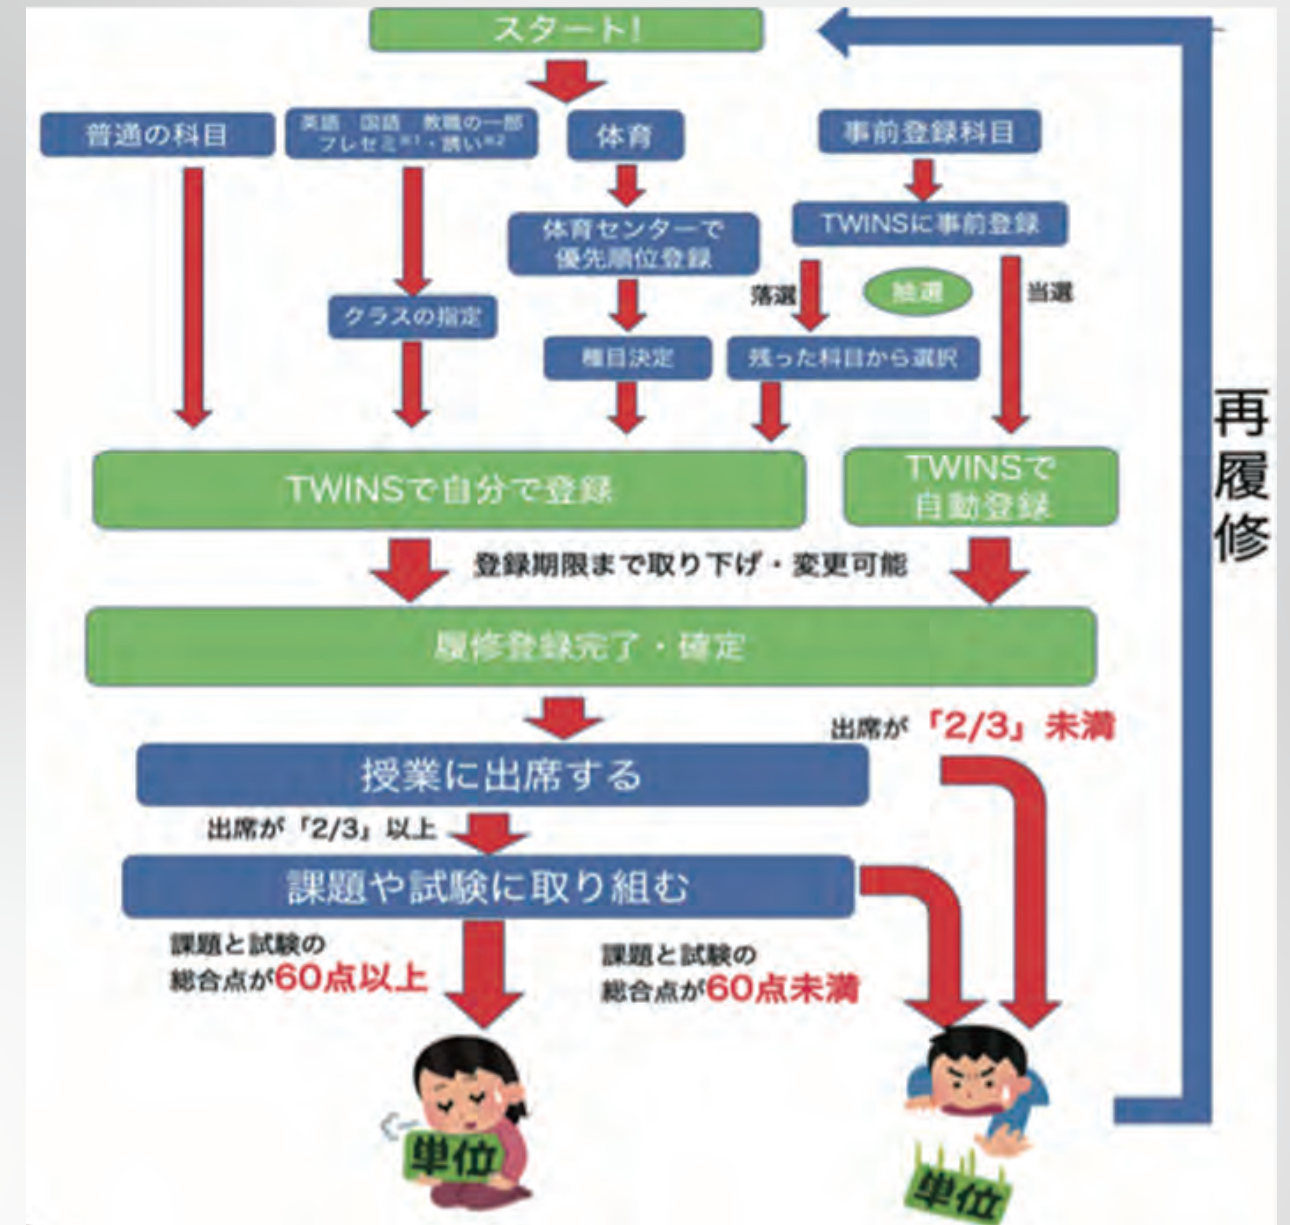 スタート!
普通の科目
英語 国語 教職の一部
フレセミ※1・誘い※2
体育
事前登録科目
TWINSに事前登録
体育センターで
優先順位登録
落選
抽選
当選
クラスの指定
種目決定
残った科目から選択
再履修
TWINSで自分で登録
TWINSで
自動登録
登録期限まで取り下げ・変更可能
履修登録完了・確定
出席が「2/3」未満
授業に出席する
出席が「2/3」以上
課題や試験に取り組む
課題と試験の
総合点が60点以上
課題と試験の
総合点が60点未満
単位
単位